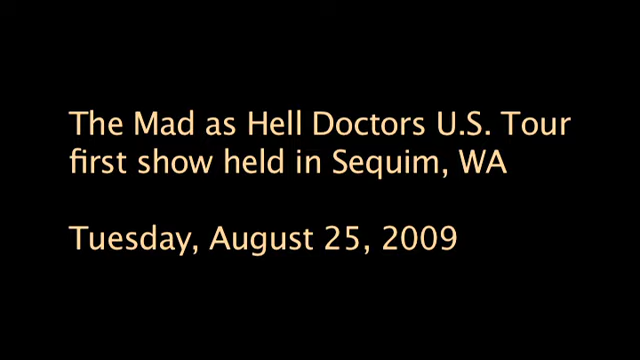 The Mad as Hell Doctors U.S. Tour
first show held in Sequim, WA
Tuesday, August 25, 2009